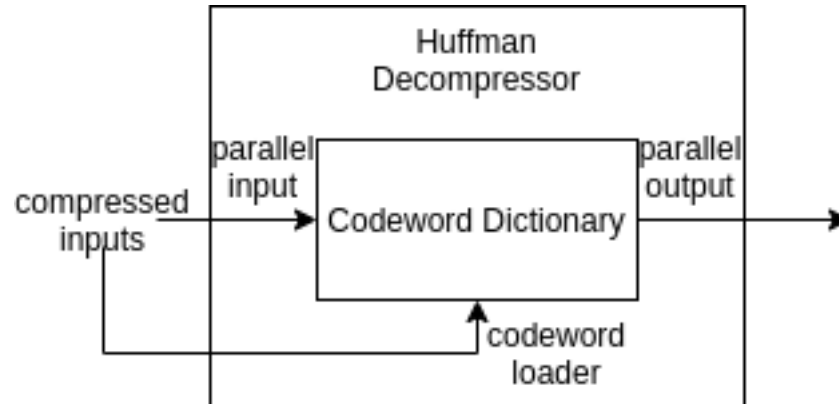 Huffman
Decompressor
parallel
input
parallel
output
compressed
inputs
Codeword Dictionary
codeword
loader